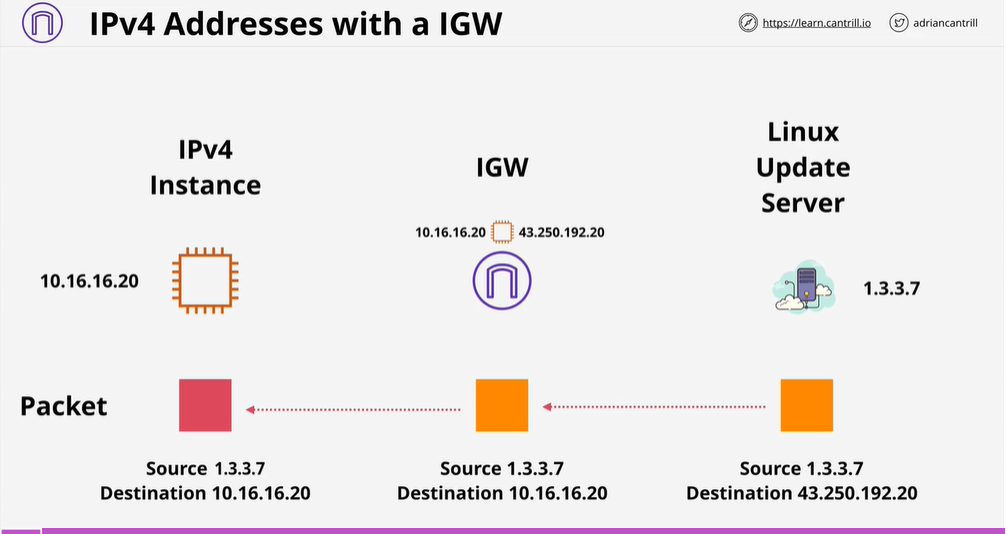 IPv4 Addresses with a IGW
https://learn.cantrill.io
adriancantrill
IPv4
Instance
IGW
Linux
Update
Server
10.16.16.20
43.250.192.20
10.16.16.20
1.3.3.7
Packet
Source 1.3.3.7
Destination 10.16.16.20
Source 1.3.3.7
Destination 10.16.16.20
Source 1.3.3.7
Destination 43.250.192.20